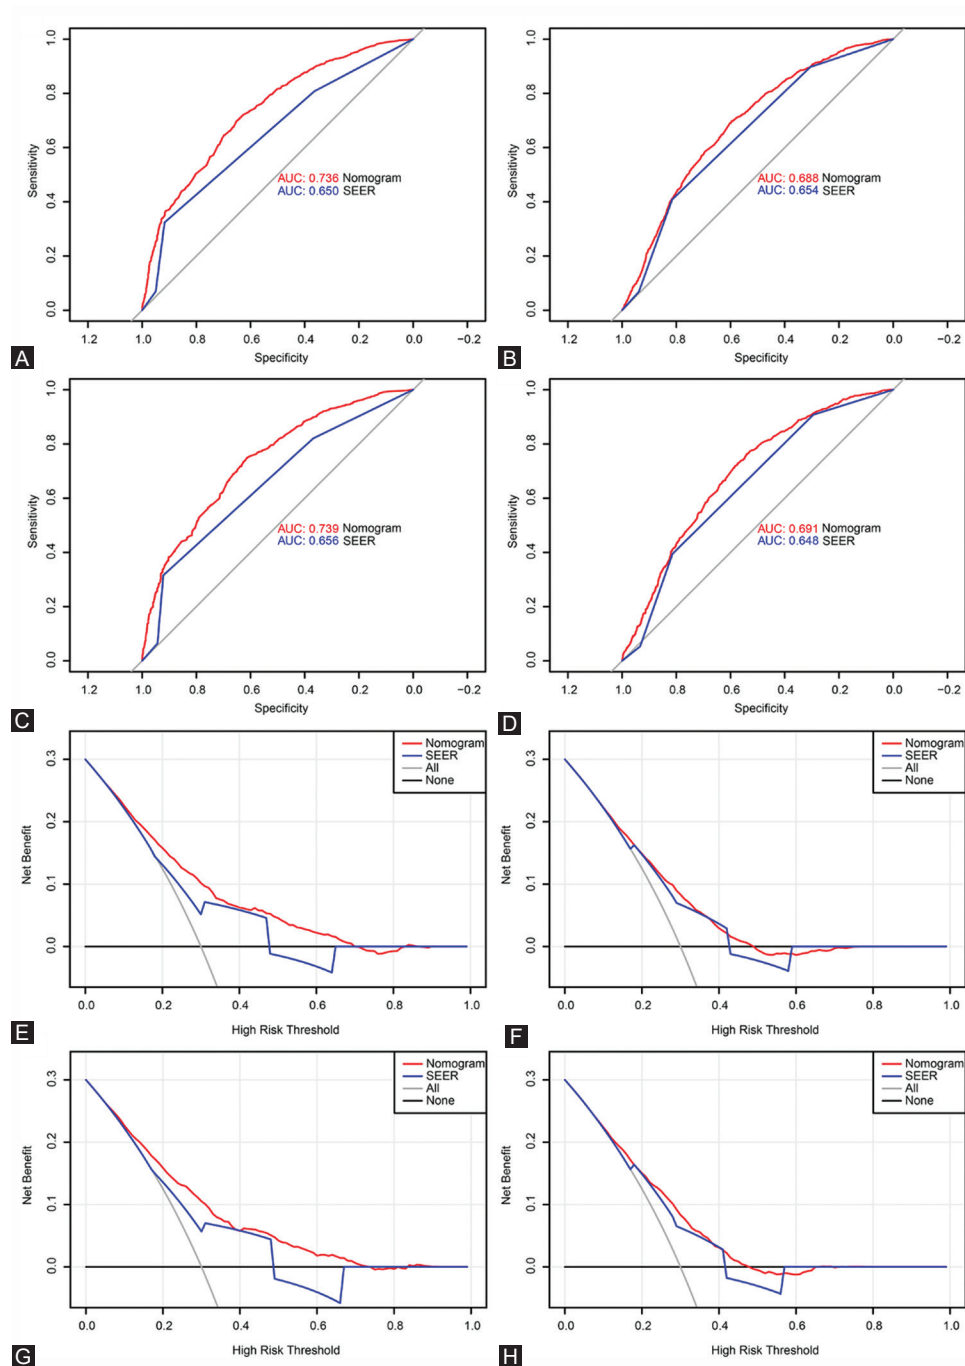 1.0
0.8
0.6
0.4
0.2
0.0
Sensitivity
AUC: 0.736 Nomogram
AUC: 0.650 SEER
1.2 1.0 0.8 0.6 0.4 0.2 0.0 −0.2
Specificity
A
1.0
0.8
0.6
0.4
0.2
0.0
Sensitivity
AUC: 0.688 Nomogram
AUC: 0.654 SEER
1.2 1.0 0.8 0.6 0.4 0.2 0.0 −0.2
Specificity
B
1.0
0.8
0.6
0.4
0.2
0.0
Sensitivity
AUC: 0.739 Nomogram
AUC: 0.656 SEER
1.2 1.0 0.8 0.6 0.4 0.2 0.0 −0.2
Specificity
C
1.0
0.8
0.6
0.4
0.2
0.0
Sensitivity
AUC: 0.691 Nomogram
AUC: 0.648 SEER
1.2 1.0 0.8 0.6 0.4 0.2 0.0 −0.2
Specificity
D
Nomogram
SEER
All
None
0.3
0.2
0.1
0.0
Net Benefit
0.0 0.2 0.4 0.6 0.8 1.0
High Risk Threshold
E
Nomogram
SEER
All
None
0.3
0.2
0.1
0.0
Net Benefit
0.0 0.2 0.4 0.6 0.8 1.0
High Risk Threshold
F
Nomogram
SEER
All
None
0.3
0.2
0.1
0.0
Net Benefit
0.0 0.2 0.4 0.6 0.8 1.0
High Risk Threshold
G
Nomogram
SEER
All
None
0.3
0.2
0.1
0.0
Net Benefit
0.0 0.2 0.4 0.6 0.8 1.0
High Risk Threshold
H